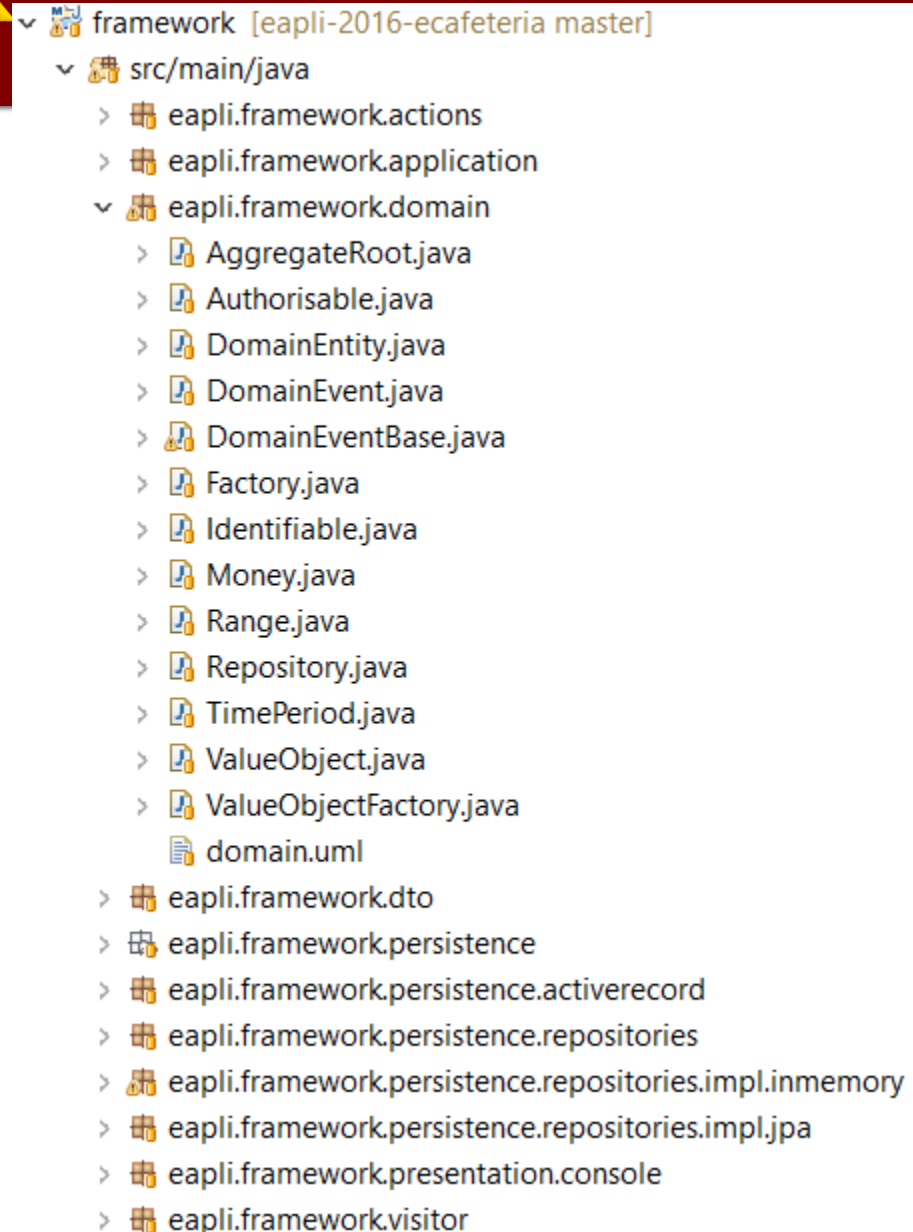 framework [eapli-2016-ecafeteria master]
src/main/java
eapli.framework.actions
eapli.framework.application
eapli.framework.domain
AggregateRoot.java
Authorisable.java
DomainEntity.java
DomainEvent.java
DomainEventBase.java
Factory.java
Identifiable.java
Money.java
Range.java
Repository.java
TimePeriod.java
ValueObject.java
ValueObjectFactory.java
domain.uml
eapli.framework.dto
eapli.framework.persistence
eapli.framework.persistence.activerecord
eapli.framework.persistence.repositories
eapli.framework.persistence.repositories.impl.inmemory
eapli.framework.persistence.repositories.impl.jpa
eapli.framework.presentation.console
eapli.framework.visitor